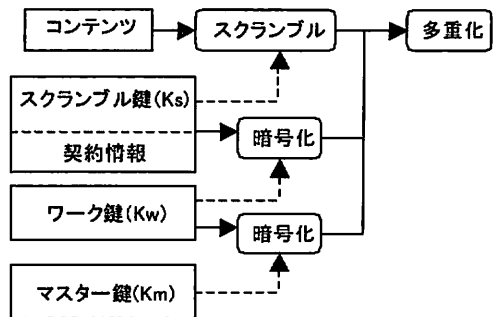 コンテンツ
スクランブル
多重化
スクランブル鍵(Ks)
契約情報
暗号化
ワーク鍵(Kw)
暗号化
マスター鍵(Km)